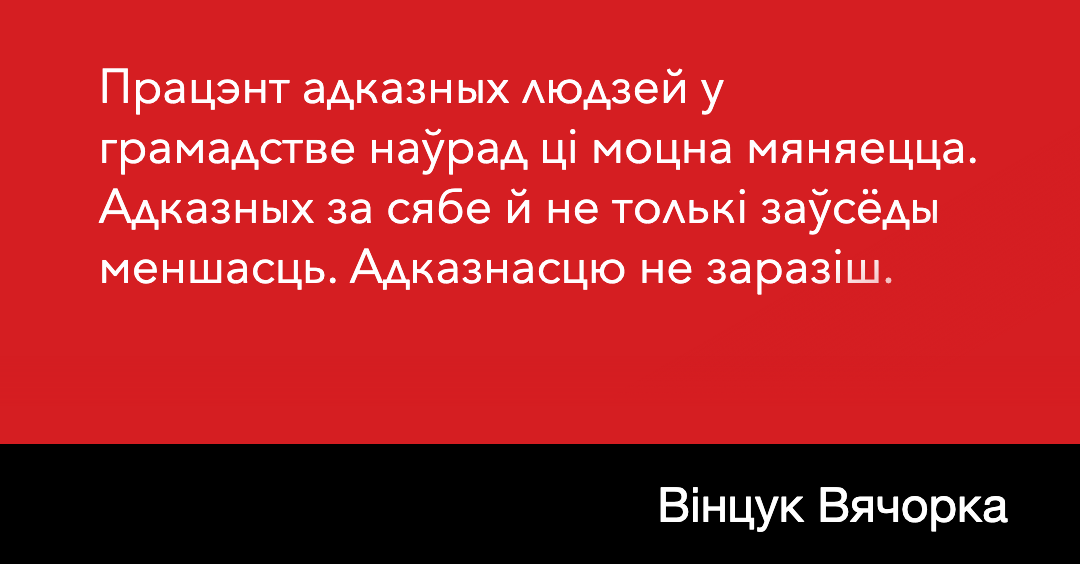 Працэнт адказных людзей у
грамадстве наўрад ці моцна мяняецца.
Адказных за сябе й не толькі заўсёды
меншасць. Адказнасцю не заразіш.
Вінцук Вячорка